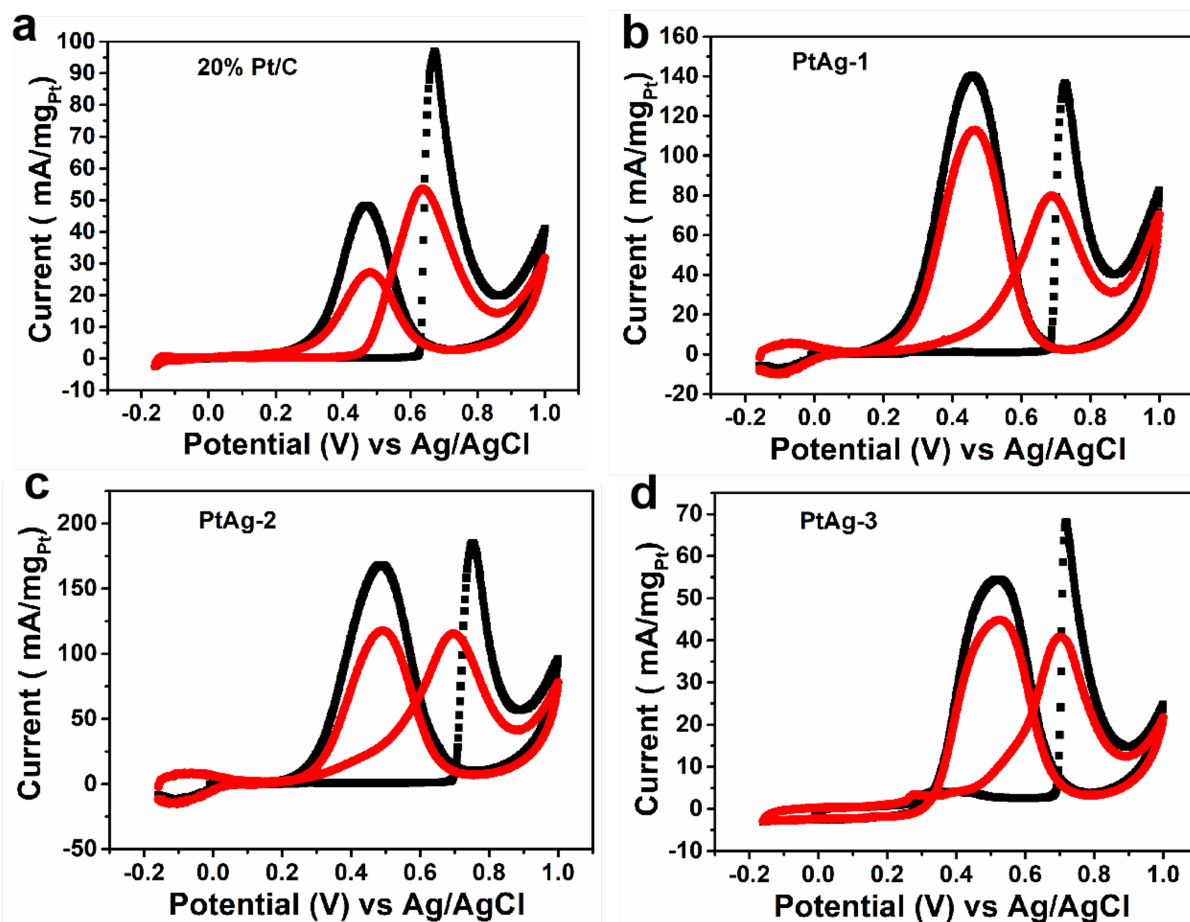 a
20% Pt/C
100
90
80
70
60
50
40
30
20
10
0
-10
Current ( mA/mgPt)
-0.2 0.0 0.2 0.4 0.6 0.8 1.0
Potential (V) vs Ag/AgCl
b
PtAg-1
160
140
120
100
80
60
40
20
0
-20
Current ( mA/mgPt)
-0.2 0.0 0.2 0.4 0.6 0.8 1.0
Potential (V) vs Ag/AgCl
c
PtAg-2
200
150
100
50
0
-50
Current ( mA/mgPt)
-0.2 0.0 0.2 0.4 0.6 0.8 1.0
Potential (V) vs Ag/AgCl
d
PtAg-3
70
60
50
40
30
20
10
0
-10
Current ( mA/mgPt)
-0.2 0.0 0.2 0.4 0.6 0.8 1.0
Potential (V) vs Ag/AgCl